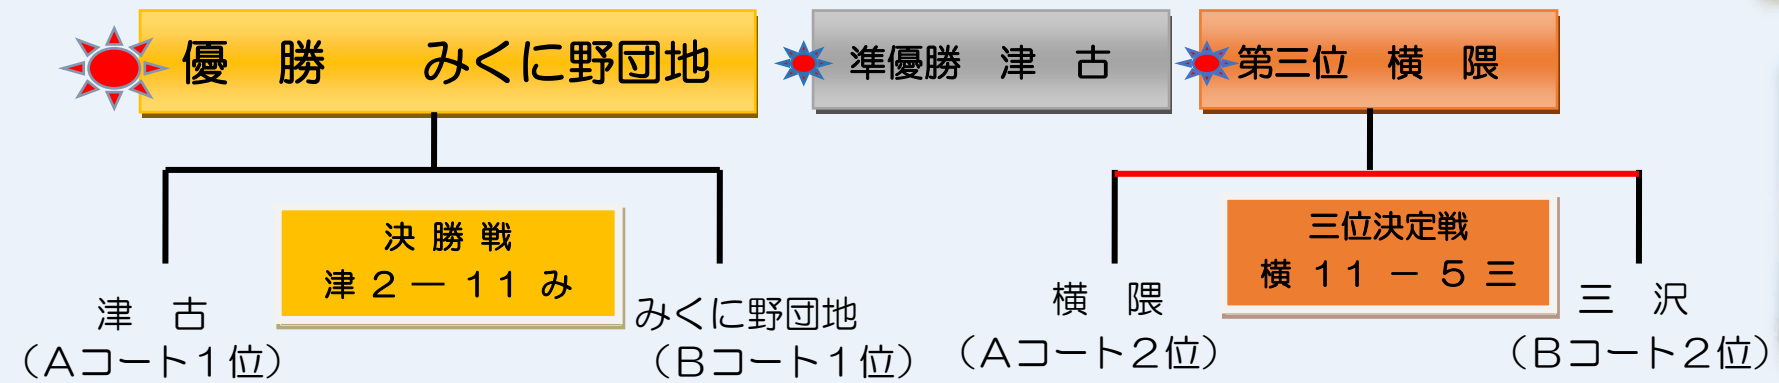 優　勝　　みくに野団地
準優勝　津　古
第三位　横　隈
決 勝 戦
津 ２ ― １１ み
三位決定戦
横 １１ － ５ 三
津　古
（Aコート１位）
みくに野団地
（Bコート１位）
横　隈
（Aコート２位）
三　沢
（Bコート２位）